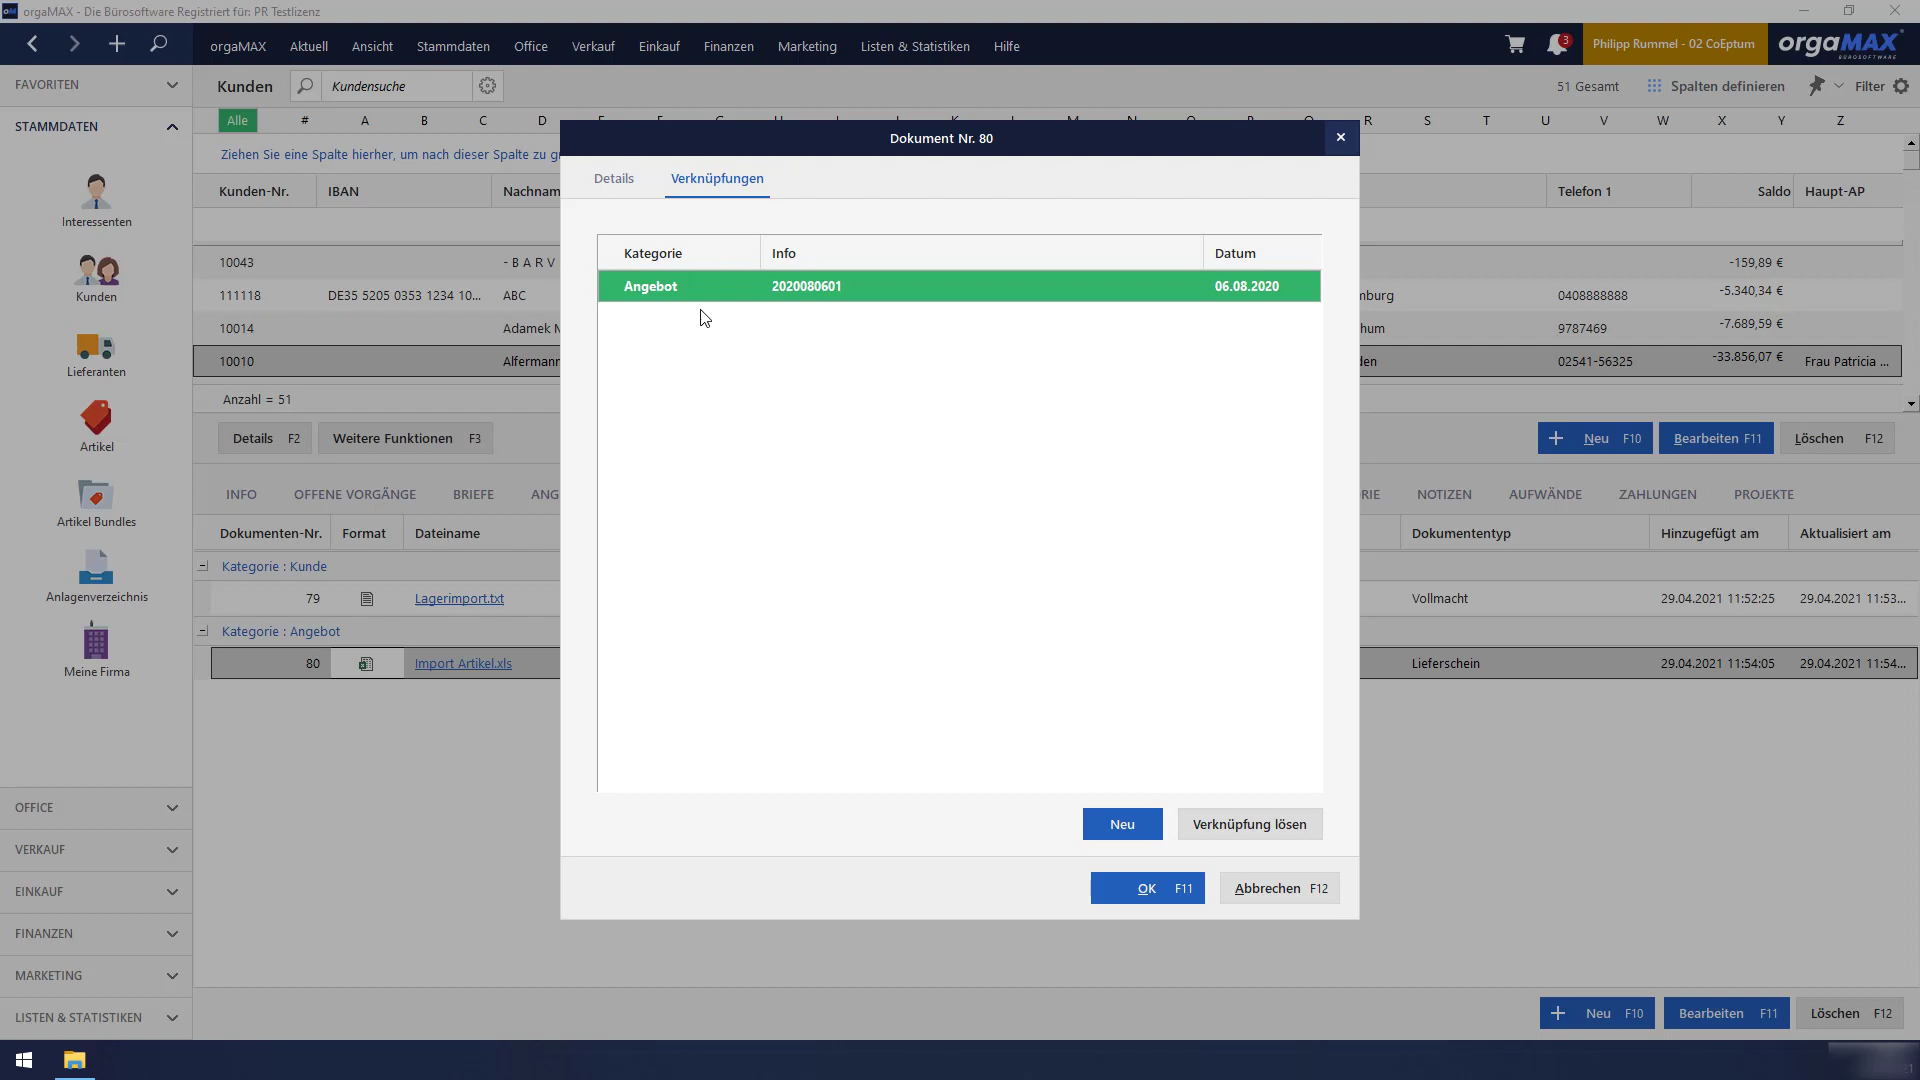 orgaMAX - Die Bürosoftware Registriert für: PR Testlizenz
orgaMAX Aktuell Ansicht Stammdaten Office Verkauf Einkauf Finanzen Marketing Listen & Statistiken Hilfe
3
Philipp Rummel - 02 CoEptum
orgaMAX
BÜROSOFTWARE
FAVORITEN
STAMMDATEN
Interessenten
Kunden
Lieferanten
Artikel
Artikel Bundles
Anlagenverzeichnis
Meine Firma
OFFICE
VERKAUF
EINKAUF
FINANZEN
MARKETING
LISTEN & STATISTIKEN
Kunden Kundensuche 51 Gesamt Spalten definieren Filter
Alle # A B C D R S T U V W X Y Z
Ziehen Sie eine Spalte hierher, um nach dieser Spalte zu g
Kunden-Nr. IBAN Nachnam Telefon 1 Saldo Haupt-AP
10043 - B A R V -159,89 €
111118 DE35 5205 0353 1234 10... ABC mburg 0408888888 -5.340,34 €
10014 Adamek M hum 9787469 -7.689,59 €
10010 Alfermann den 02541-56325 -33.856,07 € Frau Patricia ...
Anzahl = 51
Details F2 Weitere Funktionen F3 Neu F10 Bearbeiten F11 Löschen F12
INFO OFFENE VORGÄNGE BRIEFE ANG RIE NOTIZEN AUFWÄNDE ZAHLUNGEN PROJEKTE
Dokumenten-Nr. Format Dateiname Dokumententyp Hinzugefügt am Aktualisiert am
Kategorie : Kunde
79 Lagerimport.txt Vollmacht 29.04.2021 11:52:25 29.04.2021 11:53...
Kategorie : Angebot
80 Import Artikel.xls Lieferschein 29.04.2021 11:54:05 29.04.2021 11:54...
Neu F10 Bearbeiten F11 Löschen F12
Dokument Nr. 80
Details Verknüpfungen
Kategorie Info Datum
Angebot 2020080601 06.08.2020
Neu Verknüpfung lösen
OK F11 Abbrechen F12